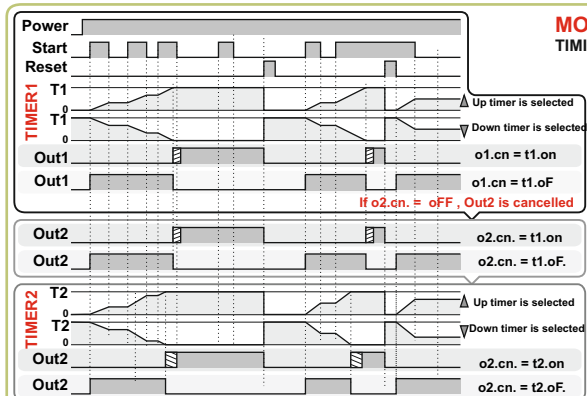 Power
MO
Start
TIMI
Reset
TIMER1
T1
0
Up timer is selected
T1
0
Down timer is selected
Out1
o1.cn = t1.on
Out1
o1.cn = t1.oF
If o2.cn. = oFF , Out2 is cancelled
Out2
o2.cn. = t1.on
Out2
o2.cn. = t1.oF.
TIMER2
T2
0
Up timer is selected
T2
0
Down timer is selected
Out2
o2.cn. = t2.on
Out2
o2.cn. = t2.oF.